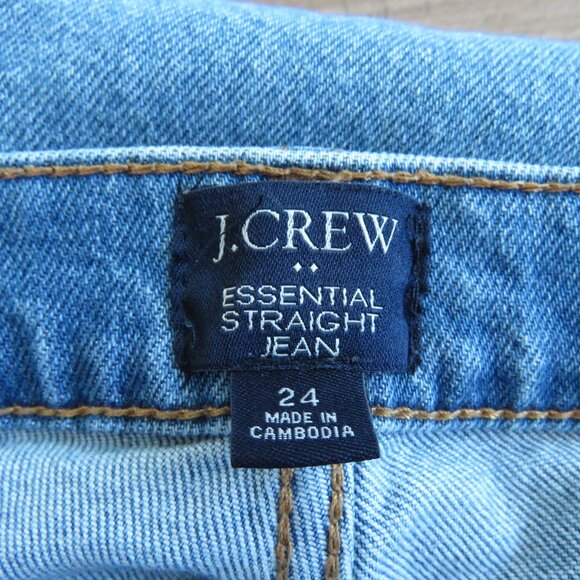 J.CREW
ESSENTIAL
STRAIGHT
JEAN
24
MADE IN
CAMBODIA